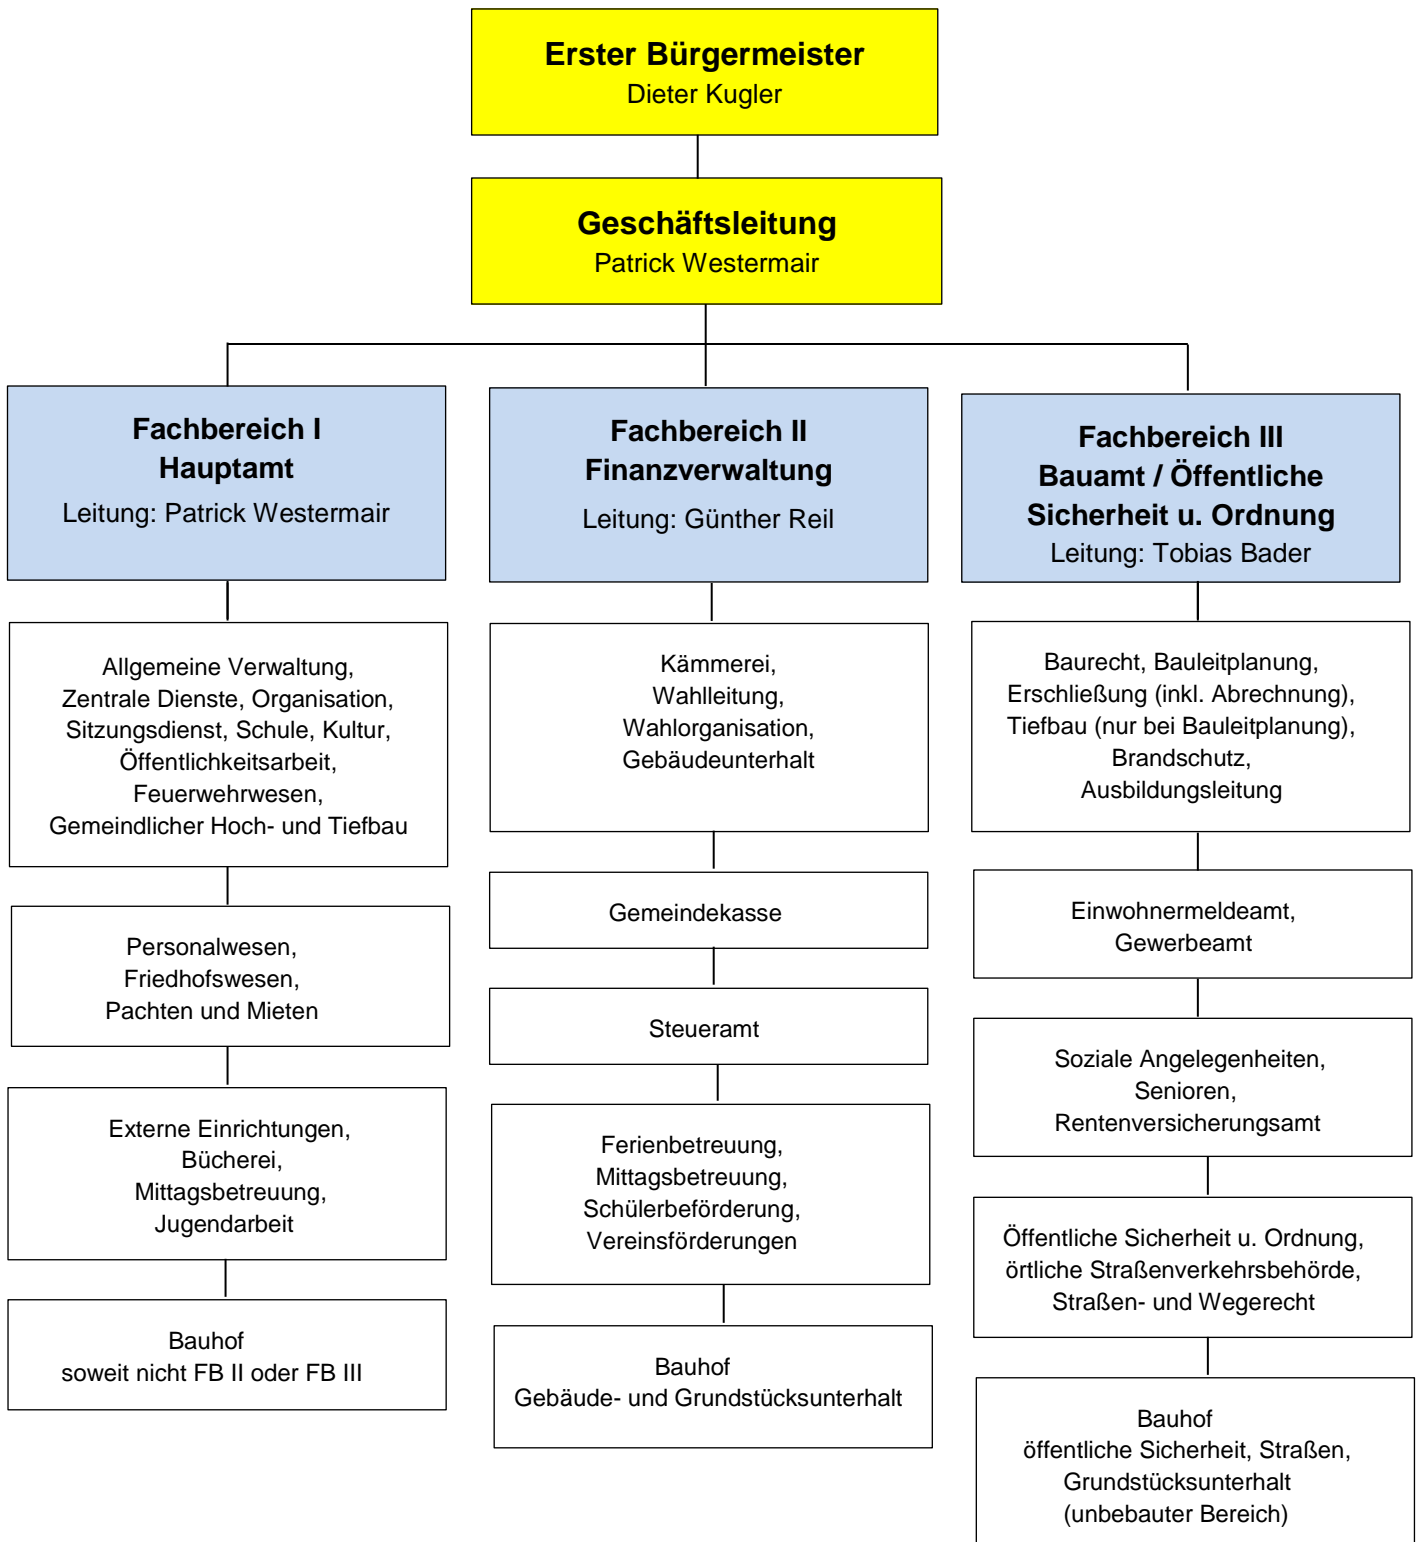 Erster Bürgermeister
Dieter Kugler
Geschäftsleitung
Patrick Westermair
Fachbereich I
Hauptamt
Leitung: Patrick Westermair
Allgemeine Verwaltung,
Zentrale Dienste, Organisation,
Sitzungsdienst, Schule, Kultur,
Öffentlichkeitsarbeit,
Feuerwehrwesen,
Gemeindlicher Hoch- und Tiefbau
Personalwesen,
Friedhofswesen,
Pachten und Mieten
Externe Einrichtungen,
Bücherei,
Mittagsbetreuung,
Jugendarbeit
Bauhof
soweit nicht FB II oder FB III
Fachbereich II
Finanzverwaltung
Leitung: Günther Reil
Kämmerei,
Wahlleitung,
Wahlorganisation,
Gebäudeunterhalt
Gemeindekasse
Steueramt
Ferienbetreuung,
Mittagsbetreuung,
Schülerbeförderung,
Vereinsförderungen
Bauhof
Gebäude- und Grundstücksunterhalt
Fachbereich III
Bauamt / Öffentliche
Sicherheit u. Ordnung
Leitung: Tobias Bader
Baurecht, Bauleitplanung,
Erschließung (inkl. Abrechnung),
Tiefbau (nur bei Bauleitplanung),
Brandschutz,
Ausbildungsleitung
Einwohnermeldeamt,
Gewerbeamt
Soziale Angelegenheiten,
Senioren,
Rentenversicherungsamt
Öffentliche Sicherheit u. Ordnung,
örtliche Straßenverkehrsbehörde,
Straßen- und Wegerecht
Bauhof
öffentliche Sicherheit, Straßen,
Grundstücksunterhalt
(unbebauter Bereich)